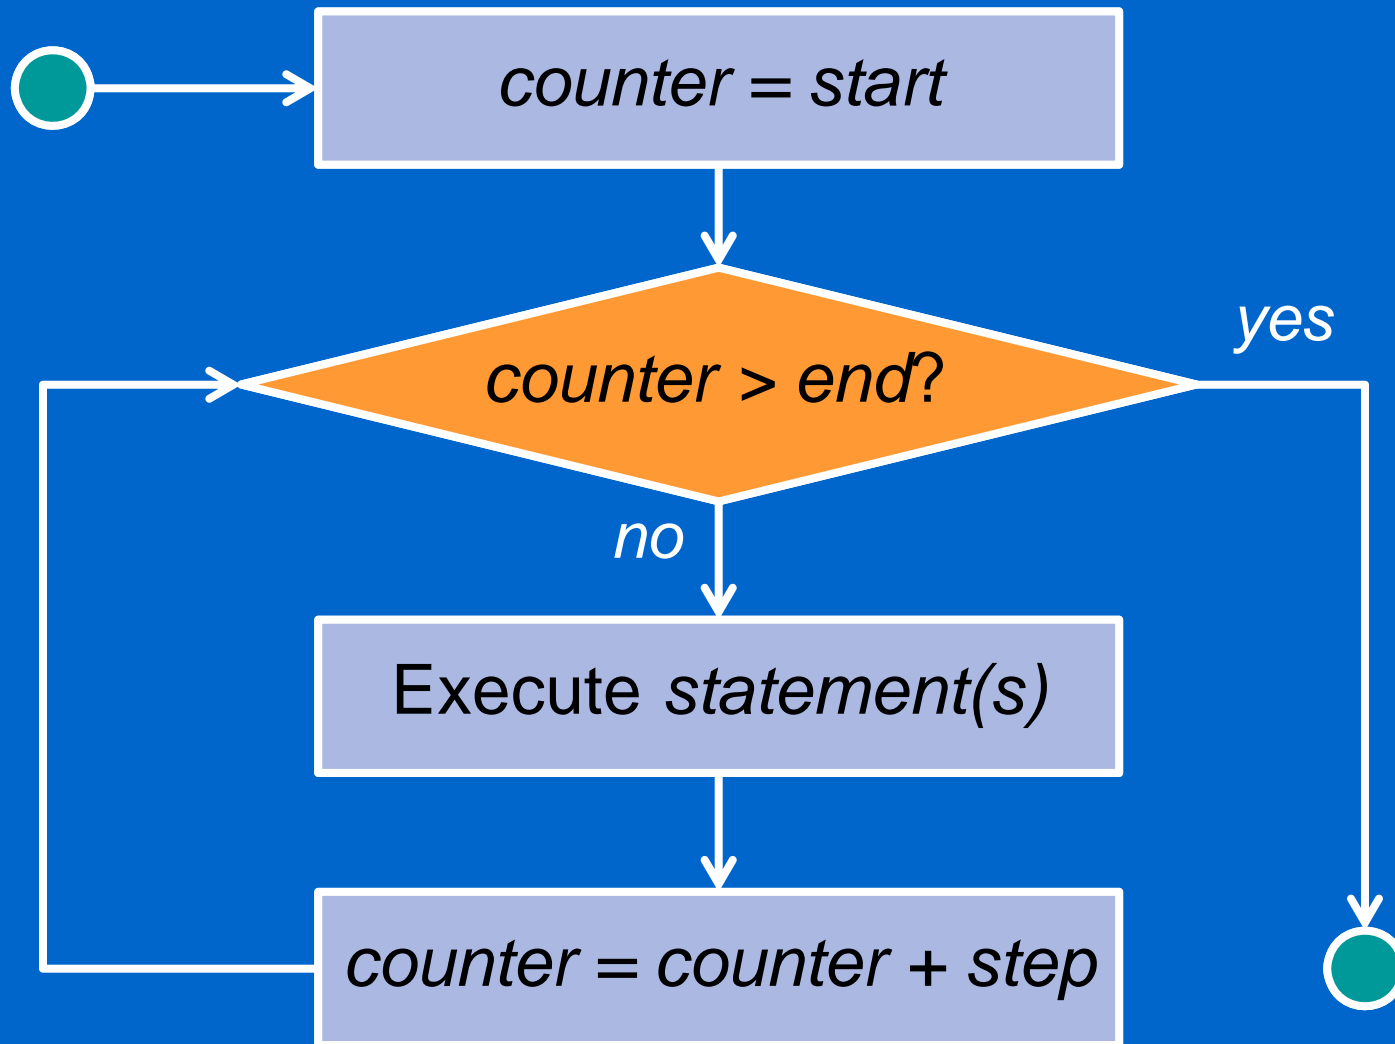 counter = start
counter > end?
yes
no
Execute statement(s)
counter = counter + step